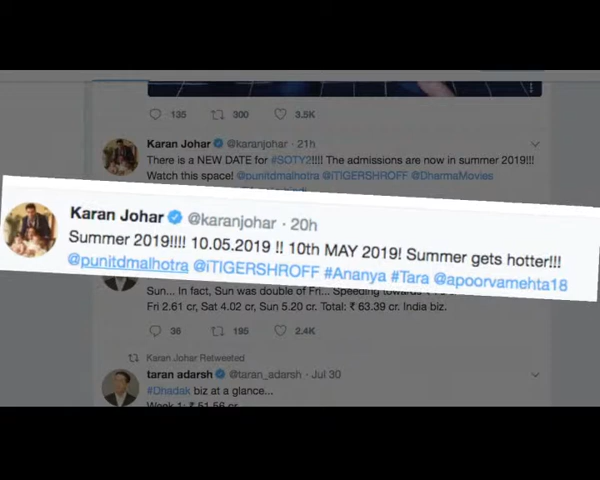 135 300 3.5K
Karan Johar @karanjohar · 21h
There is a NEW DATE for #SOTY2!!!! The admissions are now in summer 2019!!!
Watch this space! @punitdmalhotra @iTIGERSHROFF @DharmaMovies
Karan Johar @karanjohar · 20h
Summer 2019!!!! 10.05.2019 !! 10th MAY 2019! Summer gets hotter!!!
@punitdmalhotra @iTIGERSHROFF #Ananya #Tara @apoorvamehta18
Sun... In fact, Sun was double of Fri... Speeding towards
Fri 2.61 cr, Sat 4.02 cr, Sun 5.20 cr. Total: ₹ 63.39 cr. India biz.
36 195 2.4K
Karan Johar Retweeted
taran adarsh @taran_adarsh · Jul 30
#Dhadak biz at a glance...
Week 1: ₹ 51.56 cr